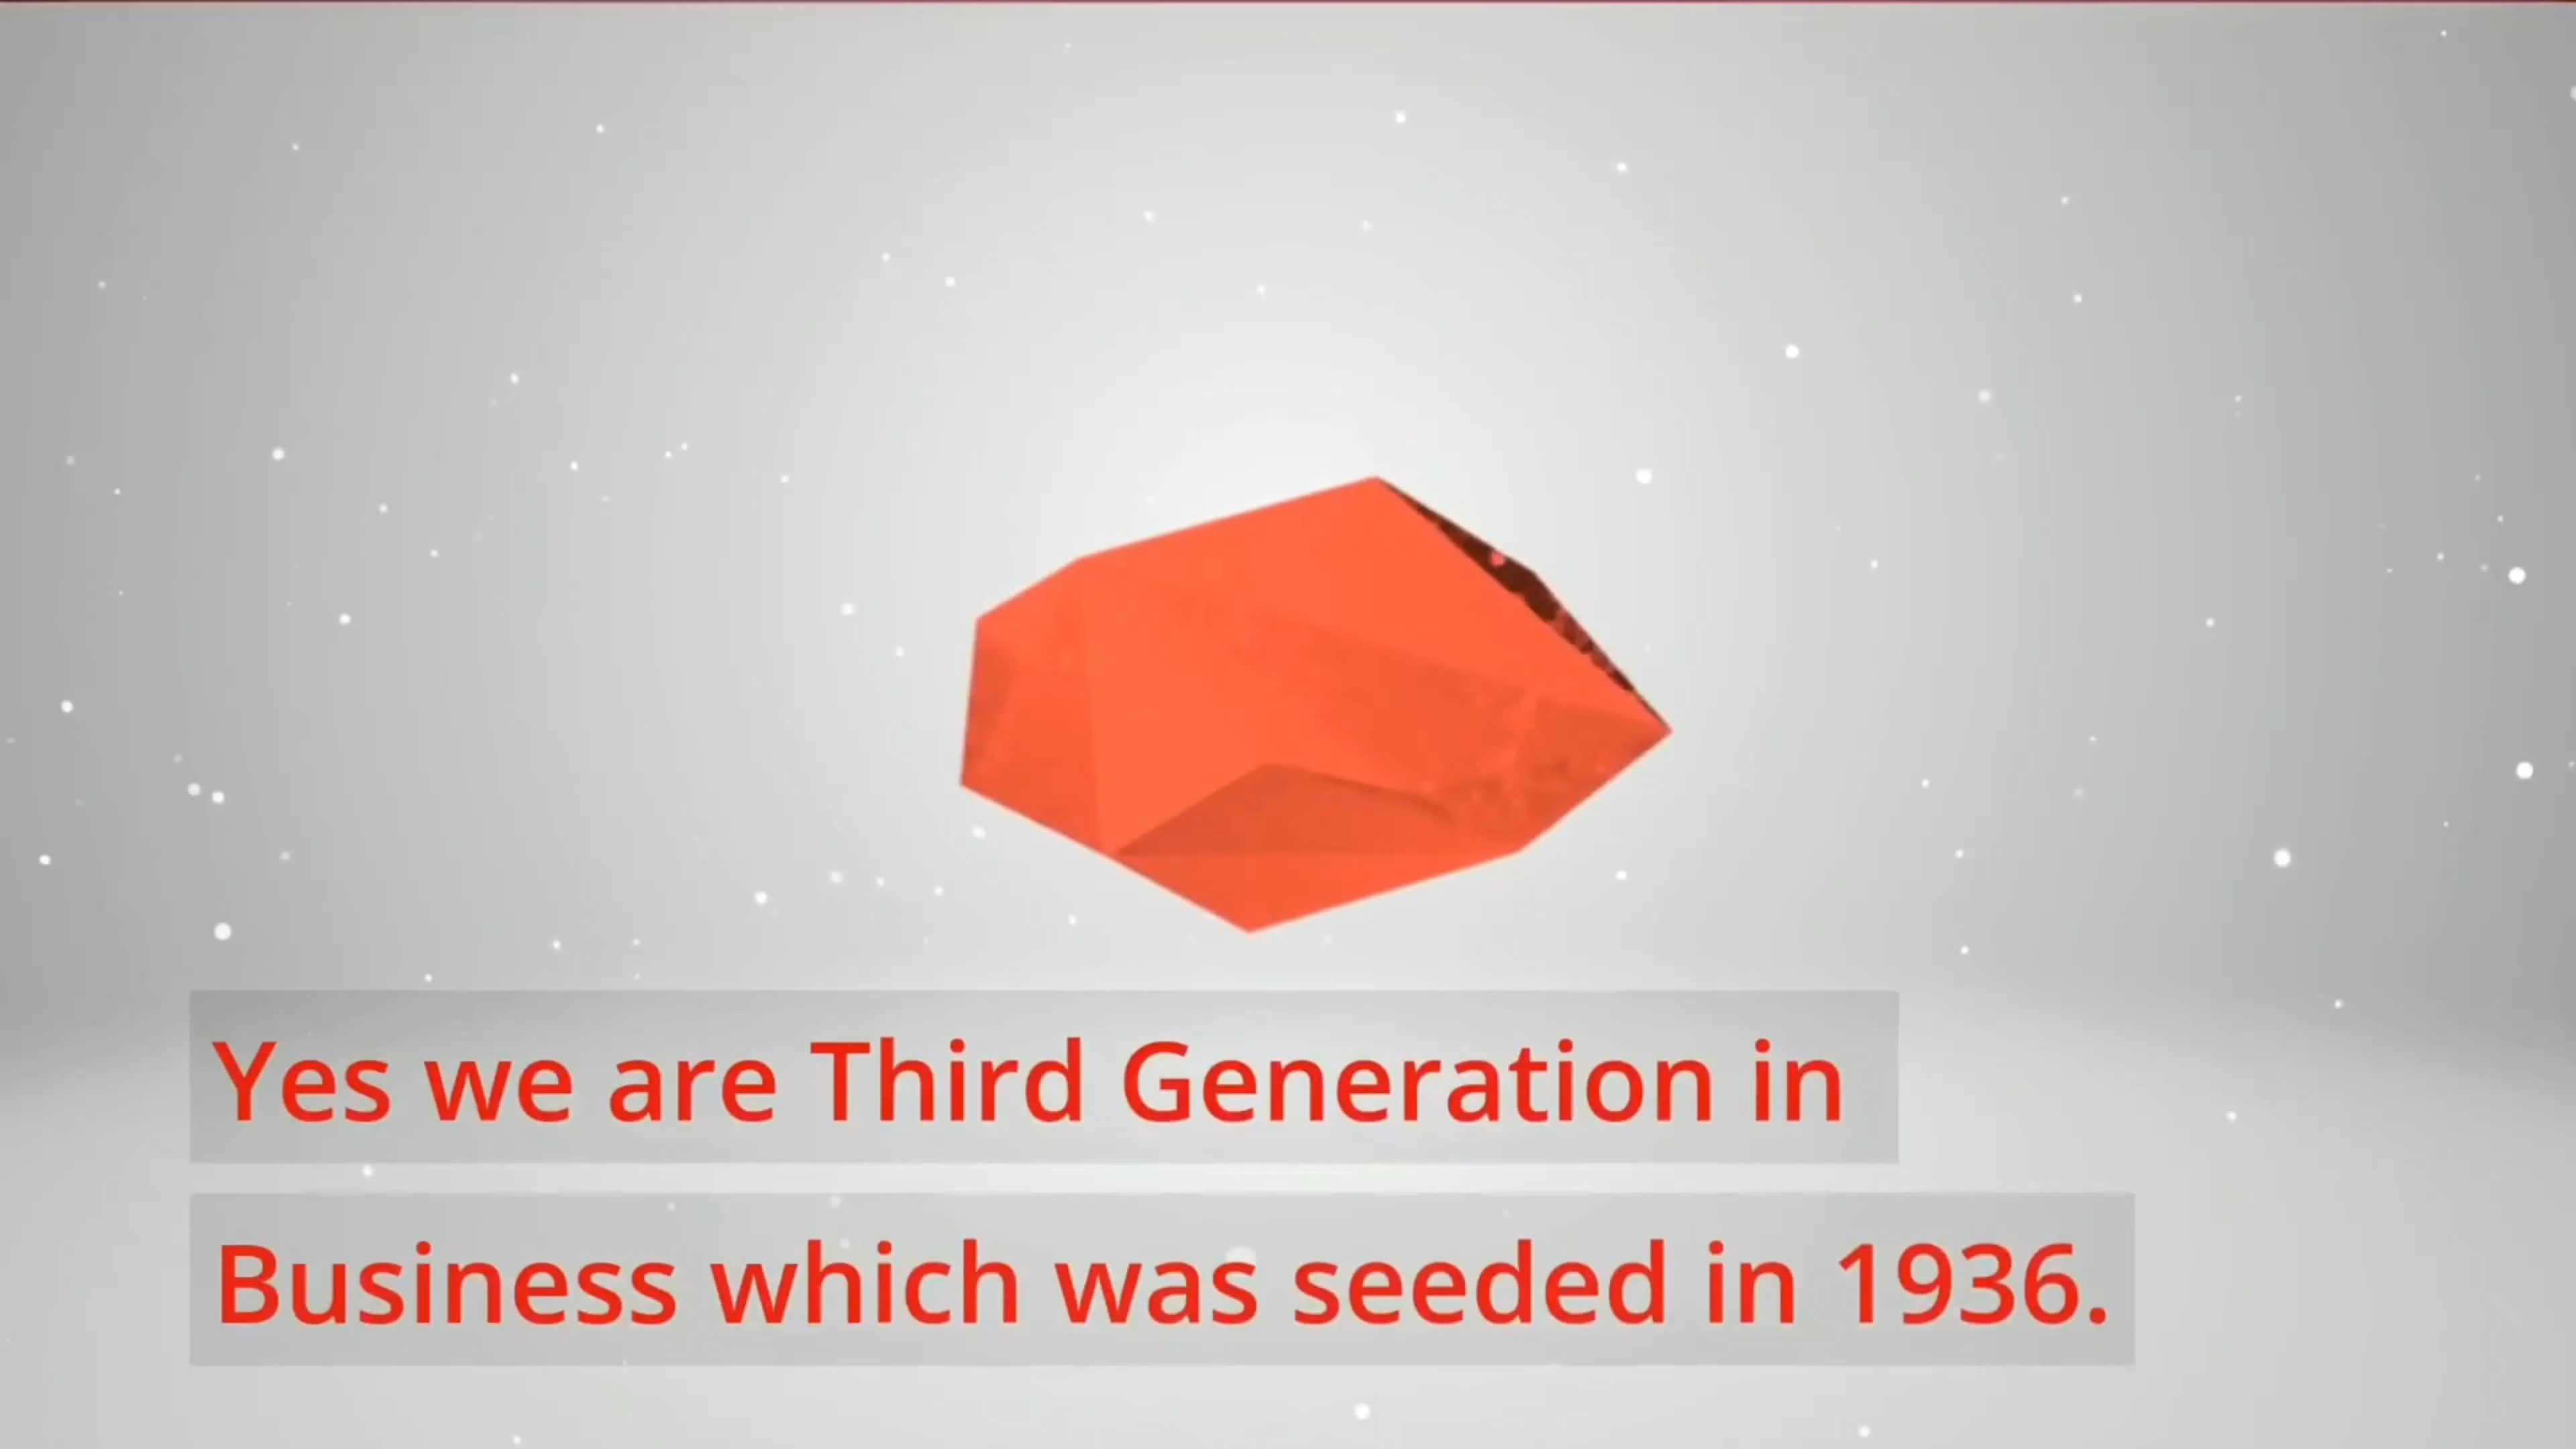 Yes we are Third Generation in
Business which was seeded in 1936.